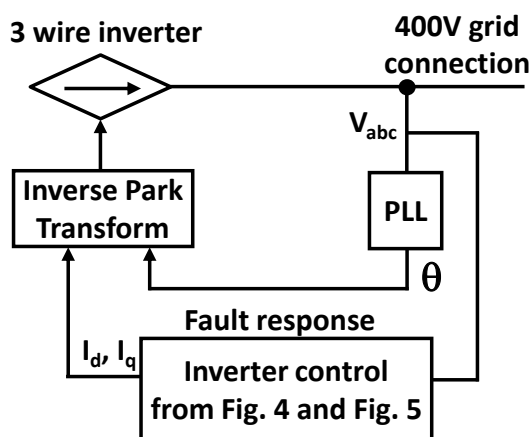 3 wire inverter
400V grid
connection
Vabc
Inverse Park
Transform
PLL
θ
Fault response
Id, Iq
Inverter control
from Fig. 4 and Fig. 5